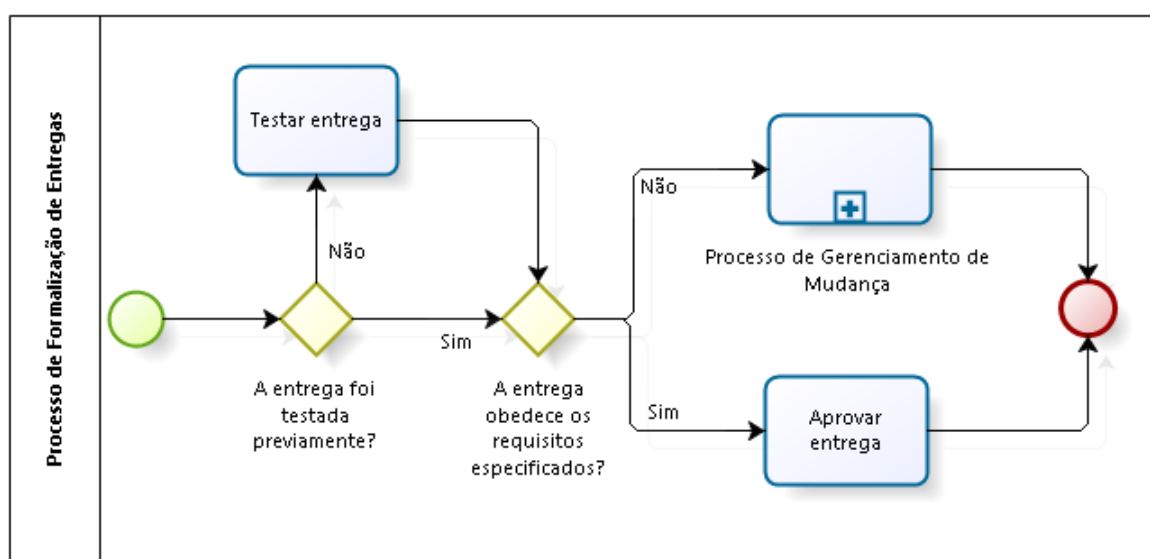 Processo de Formalização de Entregas
Testar entrega
Não
Sim
A entrega foi
testada
previamente?
A entrega
obedece os
requisitos
especificados?
Não
Processo de Gerenciamento de
Mudança
Sim
Aprovar
entrega